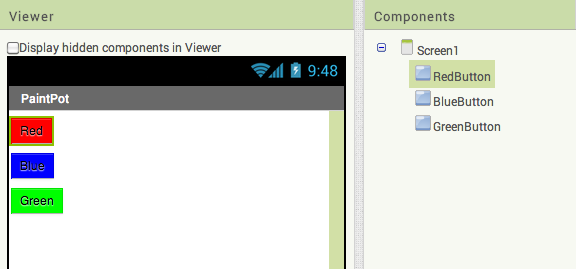 Viewer
Display hidden components in Viewer
9:48
PaintPot
Red
Blue
Green
Components
Screen1
RedButton
BlueButton
GreenButton